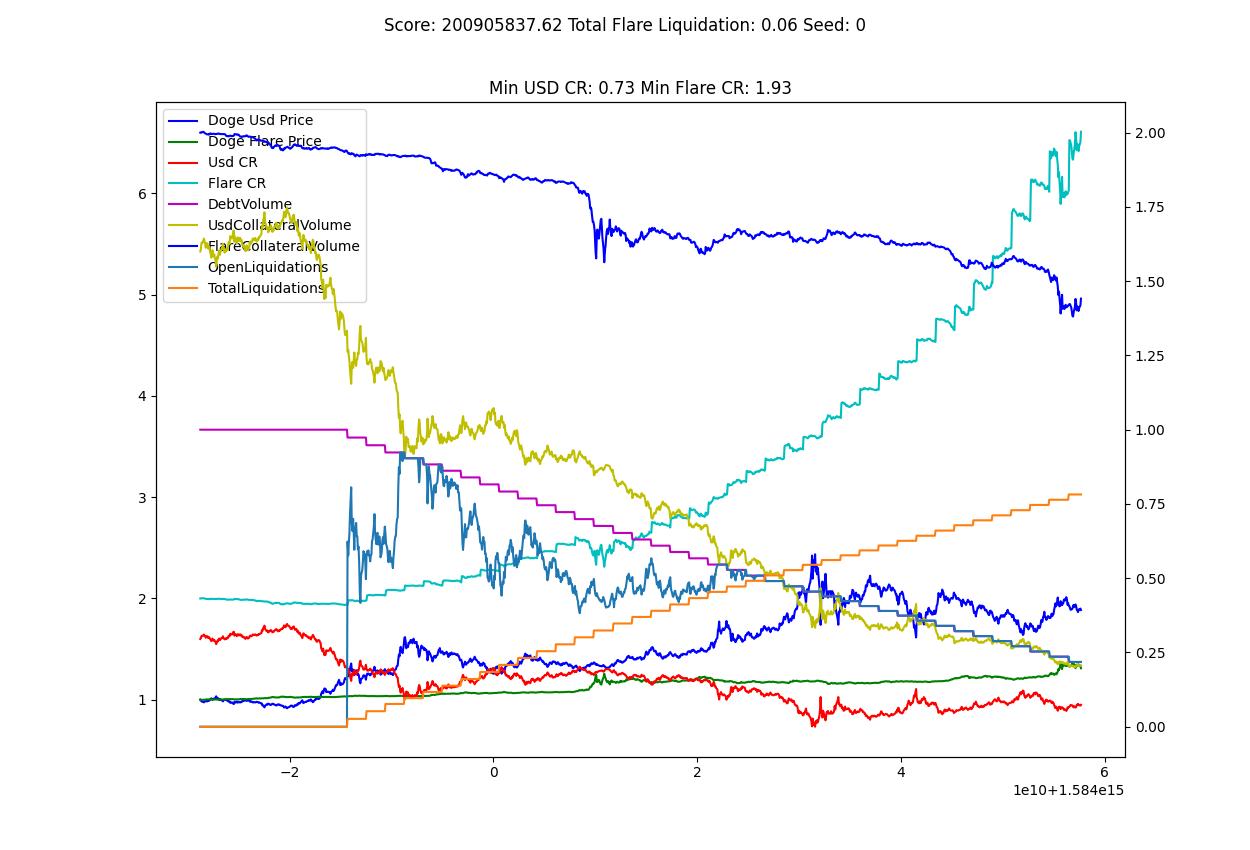 Score: 200905837.62 Total Flare Liquidation: 0.06 Seed: 0
Min USD CR: 0.73 Min Flare CR: 1.93
Doge Usd Price
Doge Flare Price
Usd CR
Flare CR
DebtVolume
UsdCollateralVolume
FlareCollateralVolume
OpenLiquidations
TotalLiquidations
6
5
4
3
2
1
2.00
1.75
1.50
1.25
1.00
0.75
0.50
0.25
0.00
−2
0
2
4
6
1e10+1.584e15